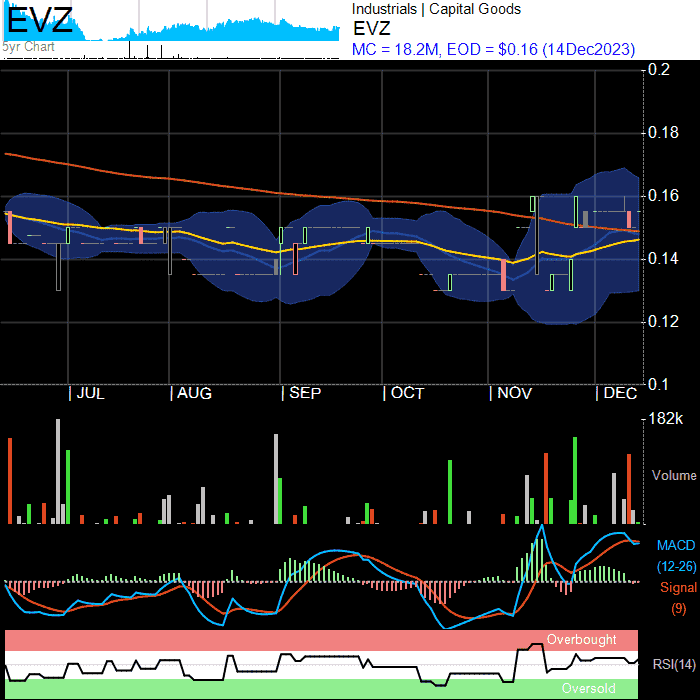 EVZ
5yr Chart
Industrials | Capital Goods
EVZ
MC = 18.2M, EOD = $0.16 (14Dec2023)
0.2
0.18
0.16
0.14
0.12
0.1
JUL AUG SEP OCT NOV DEC
182k
Volume
MACD
(12-26)
Signal
(9)
Overbought
RSI(14)
Oversold